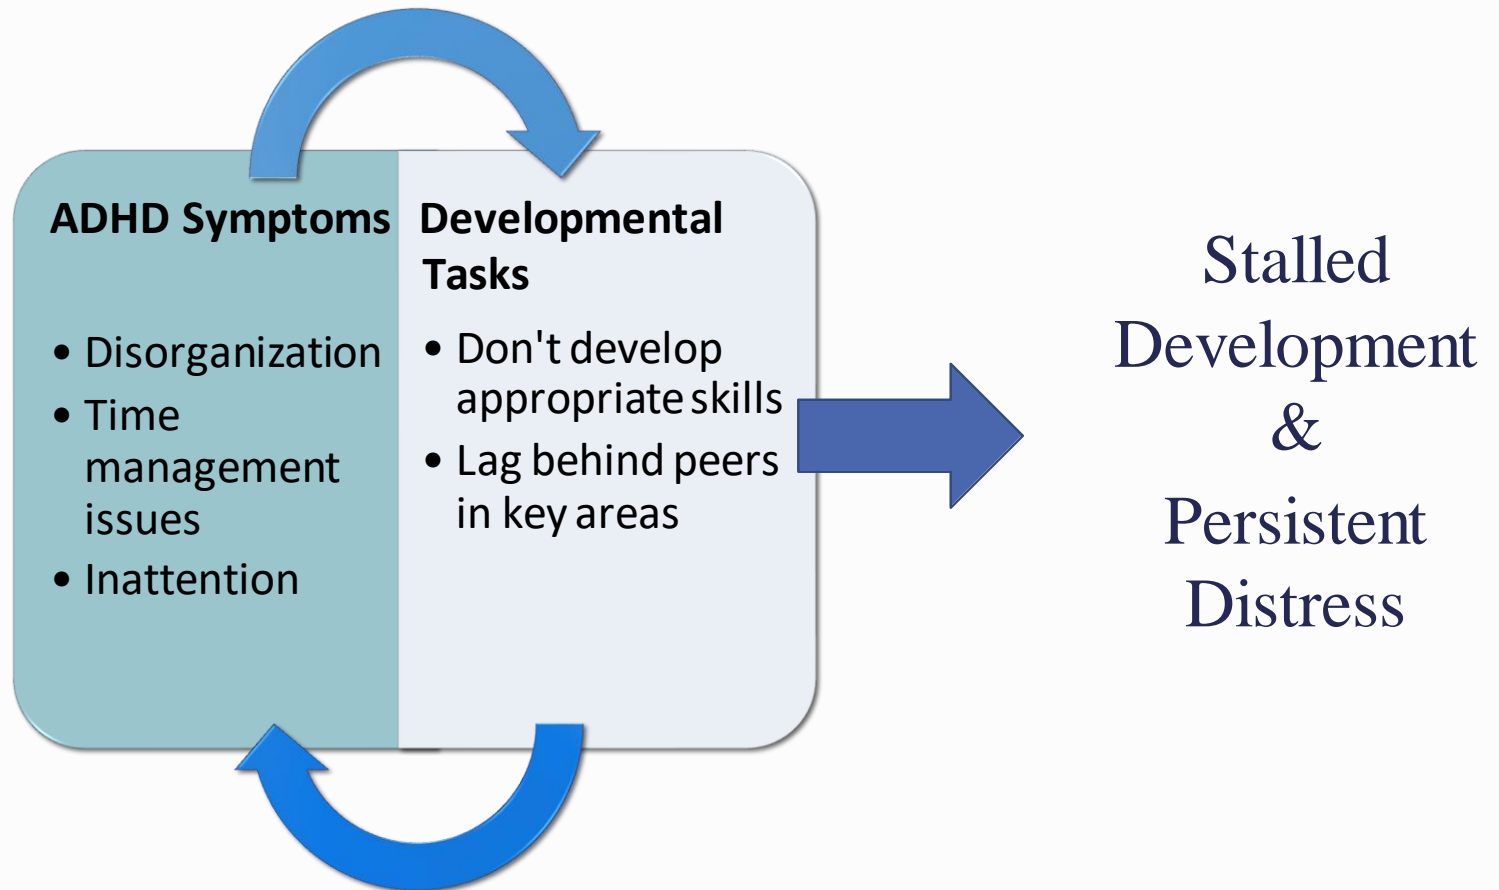 ADHD Symptoms
• Disorganization
• Time
management
issues
• Inattention
Developmental
Tasks
• Don't develop
appropriate skills
• Lag behind peers
in key areas
Stalled
Development
&
Persistent
Distress